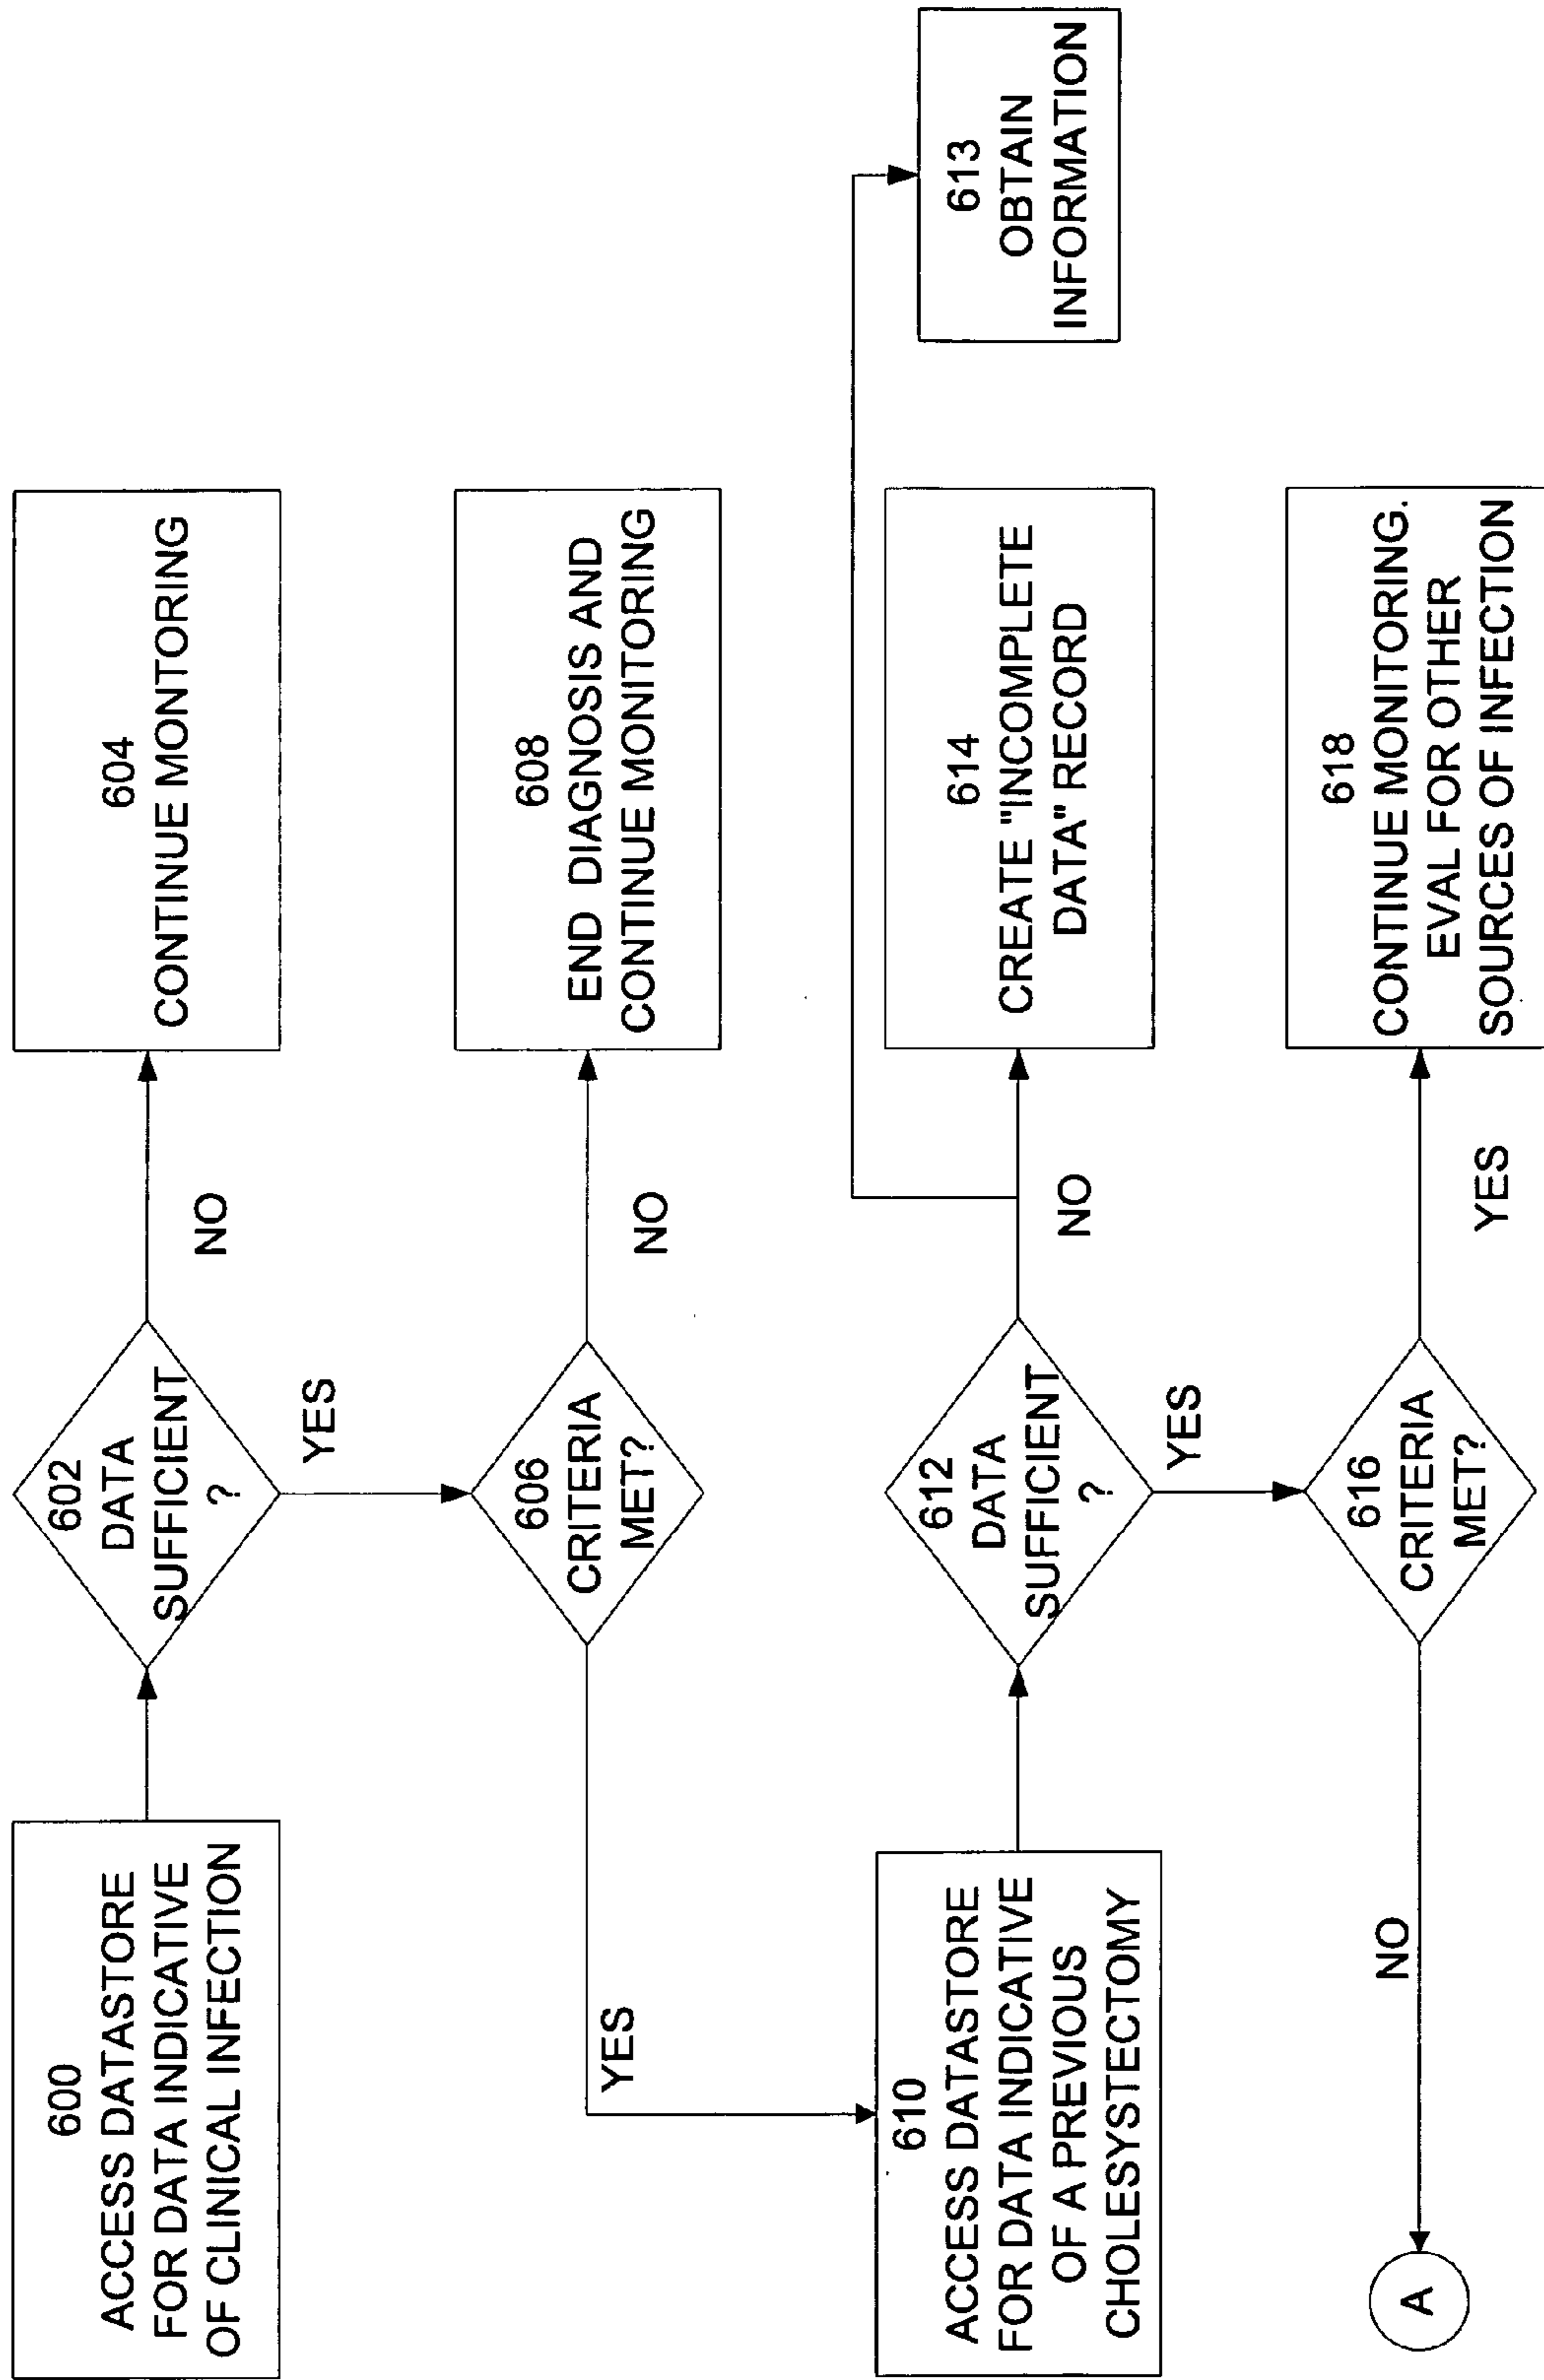 600
ACCESS DATASTORE
FOR DATA INDICATIVE
OF CLINICAL INFECTION
602
DATA
SUFFICIENT
?
NO
604
CONTINUE MONTORING
YES
606
CRITERIA
MET?
NO
608
END DIAGNOSIS AND
CONTINUE MONITORING
YES
610
ACCESS DATASTORE
FOR DATA INDICATIVE
OF A PREVIOUS
CHOLESYSTECTOMY
612
DATA
SUFFICIENT
?
NO
614
CREATE "INCOMPLETE
DATA" RECORD
613
OBTAIN
INFORMATION
YES
616
CRITERIA
MET?
YES
618
CONTINUE MONITORING.
EVAL FOR OTHER
SOURCES OF INFECTION
NO
A